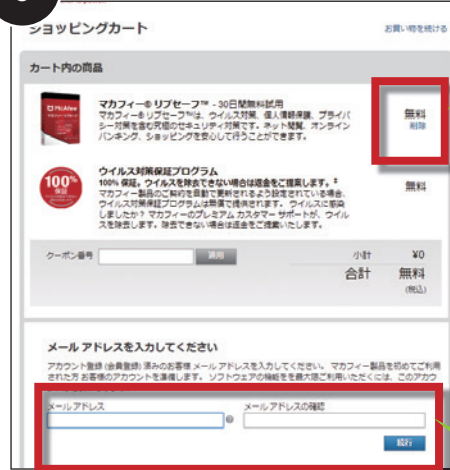 ショッピングカート
お買い物を続ける
カート内の商品
McAfee
マカフィー® リブセーフ™ - 30日間無料試用
マカフィー® リブセーフ™は、ウイルス対策、個人情報保護、プライバ
シー対策を含む究極のセキュリティ対策です。ネット閲覧、オンライン
バンキング、ショッピングを安心して行うことができます。
無料
削除
100%
保証
ウイルス対策保証プログラム
100% 保証。ウイルスを除去できない場合は返金をご提案します。‡
マカフィー製品のご契約を自動で更新されるよう設定されている場合、
ウイルス対策保証プログラムは無償で提供されます。 ウイルスに感染
しましたか? マカフィーのプレミアム カスタマー サポートが、ウイル
スを除去します。除去できない場合は返金をご提案いたします。
無料
クーポン番号
適用
小計
¥0
合計
無料
(税込)
メール アドレスを入力してください
アカウント登録 (会員登録) 済みのお客様 メール アドレスを入力してください。 マカフィー製品を初めてご利用
された方 お客様のアカウントを準備します。 ソフトウェアの機能をを最大限ご利用いただくには、このアカウ
メール アドレス
メール アドレスの確認
@
続行